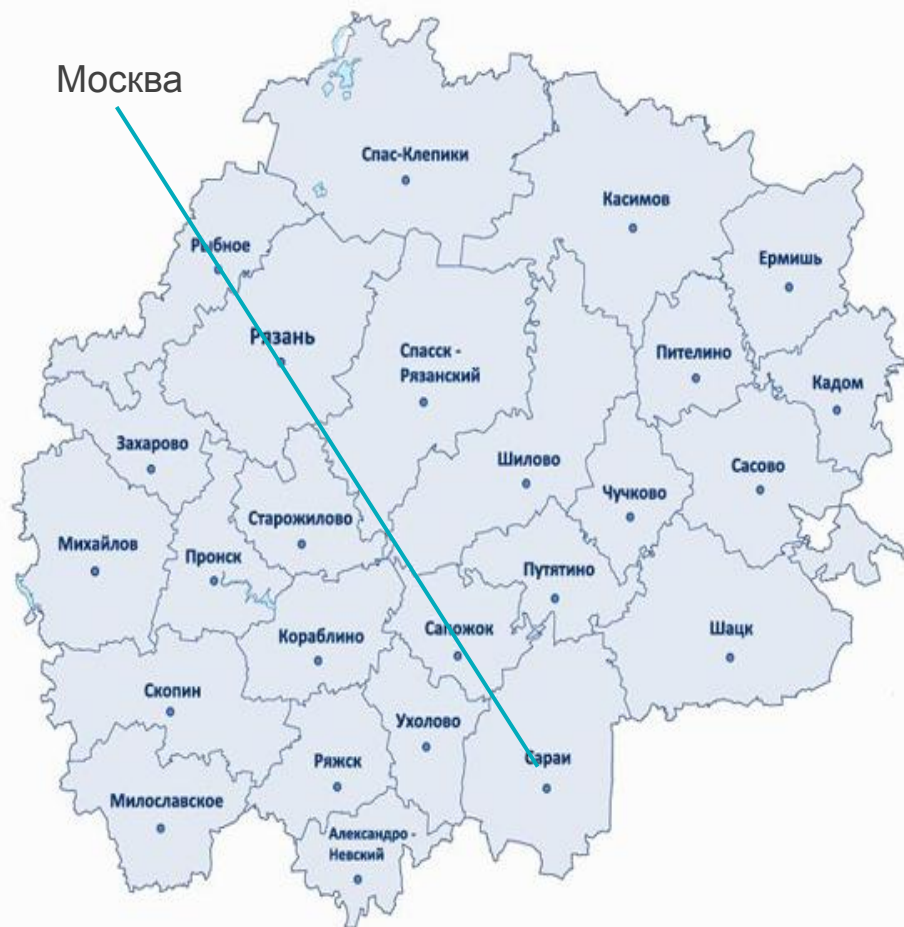 Москва
Спас-Клепики
Касимов
Рыбное
Ермишь
Рязань
Спасск -
Рязанский
Пителино
Кадом
Захарово
Шилово
Сасово
Чучково
Старожилово
Михайлов
Пронск
Путятино
Сапожок
Шацк
Кораблино
Скопин
Ухолово
Сараи
Ряжск
Милославское
Александро -
Невский